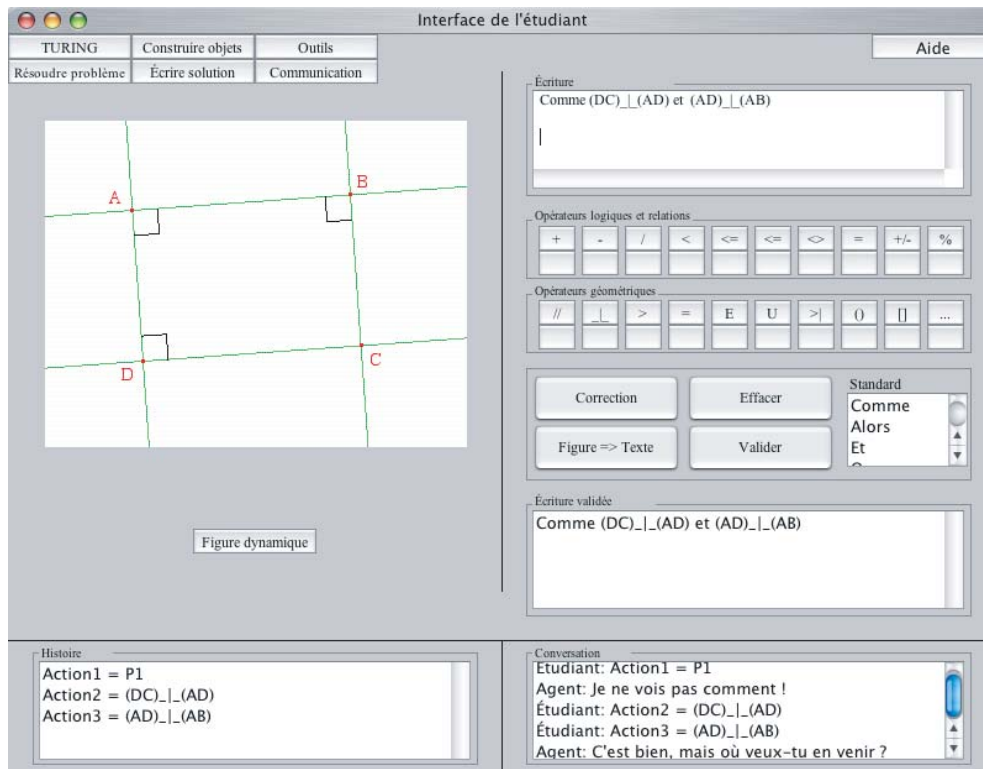 Interface de l'étudiant
TURING Construire objets Outils
Résoudre problème Écrire solution Communication
Aide
A
B
D
C
Figure dynamique
Écriture
Comme (DC)_|_(AD) et (AD)_|_(AB)
Opérateurs logiques et relations
+ - / < <= <= <> = +/- %
Opérateurs géométriques
// _|_ > = E U >| () [] ...
Correction Effacer
Figure => Texte Valider
Standard
Comme
Alors
Et
Écriture validée
Comme (DC)_|_(AD) et (AD)_|_(AB)
Histoire
Action1 = P1
Action2 = (DC)_|_(AD)
Action3 = (AD)_|_(AB)
Conversation
Étudiant: Action1 = P1
Agent: Je ne vois pas comment !
Étudiant: Action2 = (DC)_|_(AD)
Étudiant: Action3 = (AD)_|_(AB)
Agent: C'est bien, mais où veux-tu en venir ?